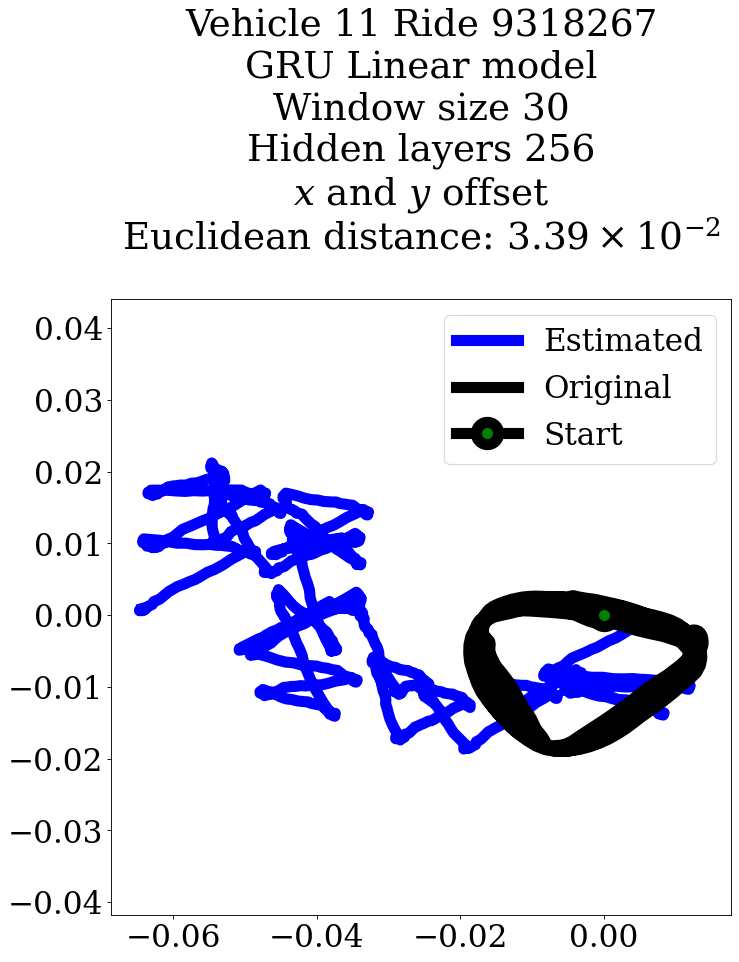 Vehicle 11 Ride 9318267
GRU Linear model
Window size 30
Hidden layers 256
x and y offset
Euclidean distance: 3.39 × 10⁻²
Estimated
Original
Start
0.04
0.03
0.02
0.01
0.00
−0.01
−0.02
−0.03
−0.04
−0.06 −0.04 −0.02 0.00